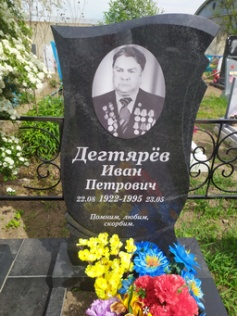 Дегтярёв
Иван
Петрович
22.08 1922-1995 23.05
Помним, любим,
скорбим.